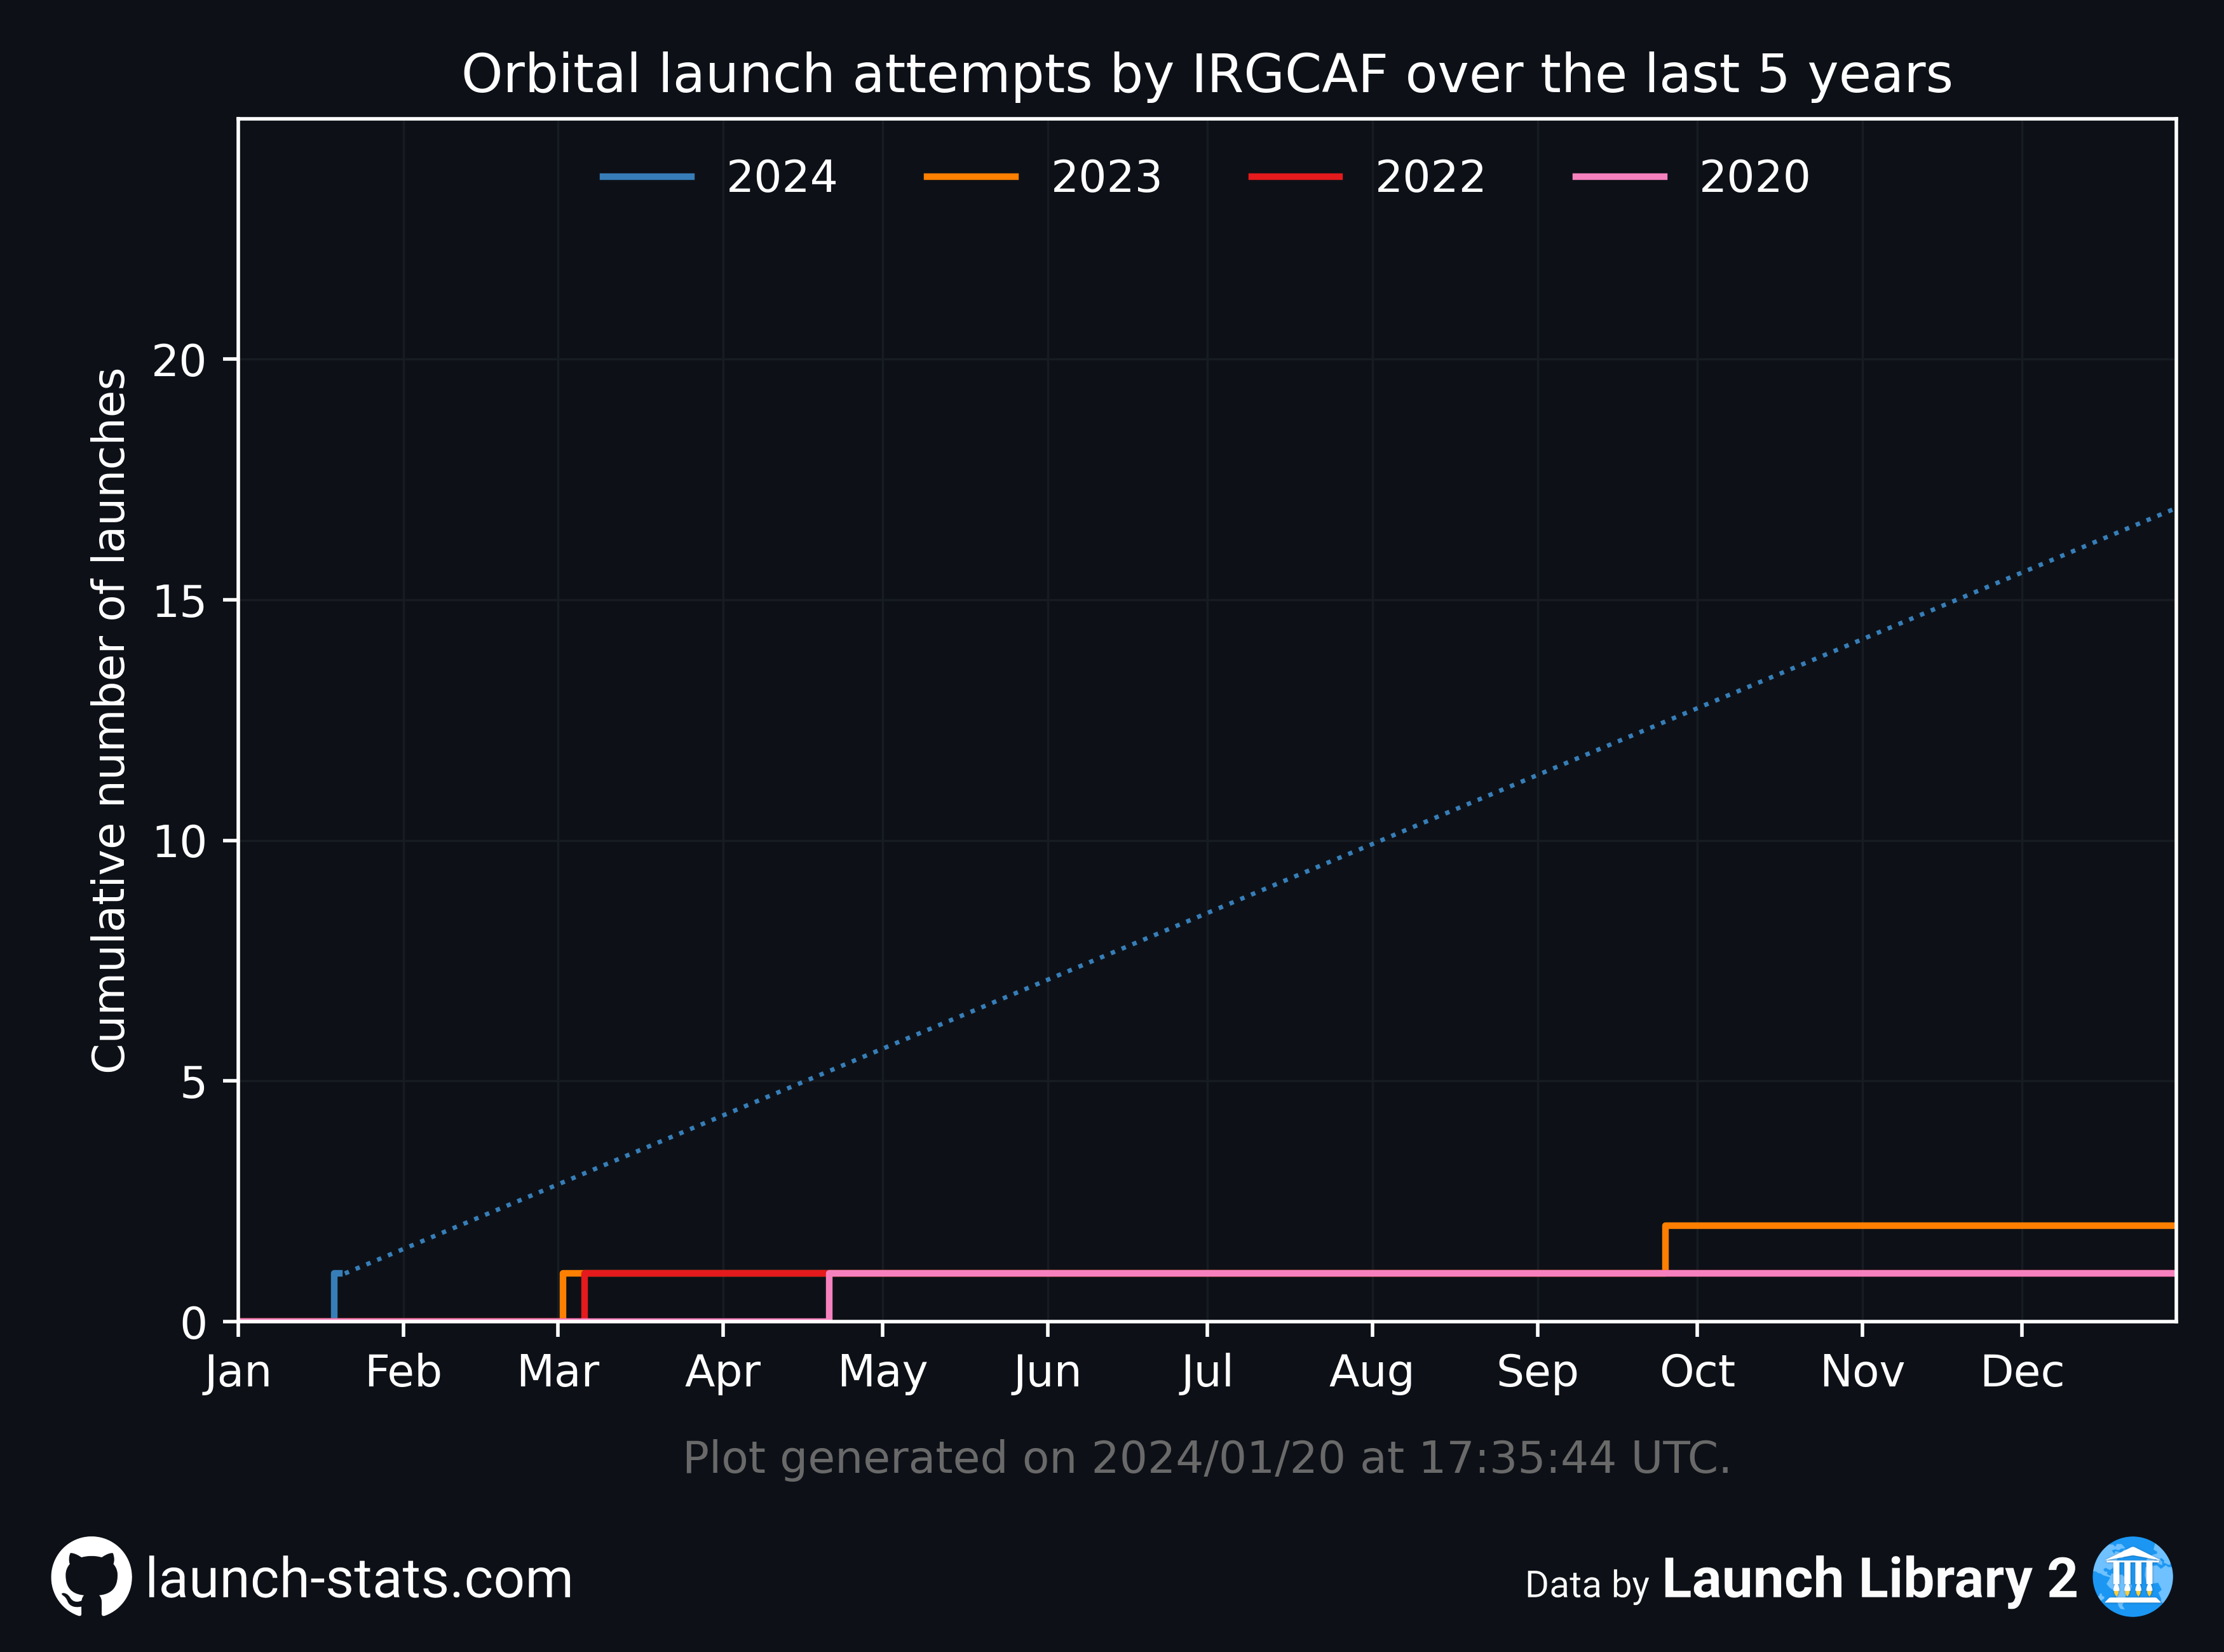 Orbital launch attempts by IRGCAF over the last 5 years
2024 2023 2022 2020
Cumulative number of launches
20
15
10
5
0
Jan Feb Mar Apr May Jun Jul Aug Sep Oct Nov Dec
Plot generated on 2024/01/20 at 17:35:44 UTC.
launch-stats.com
Data by Launch Library 2